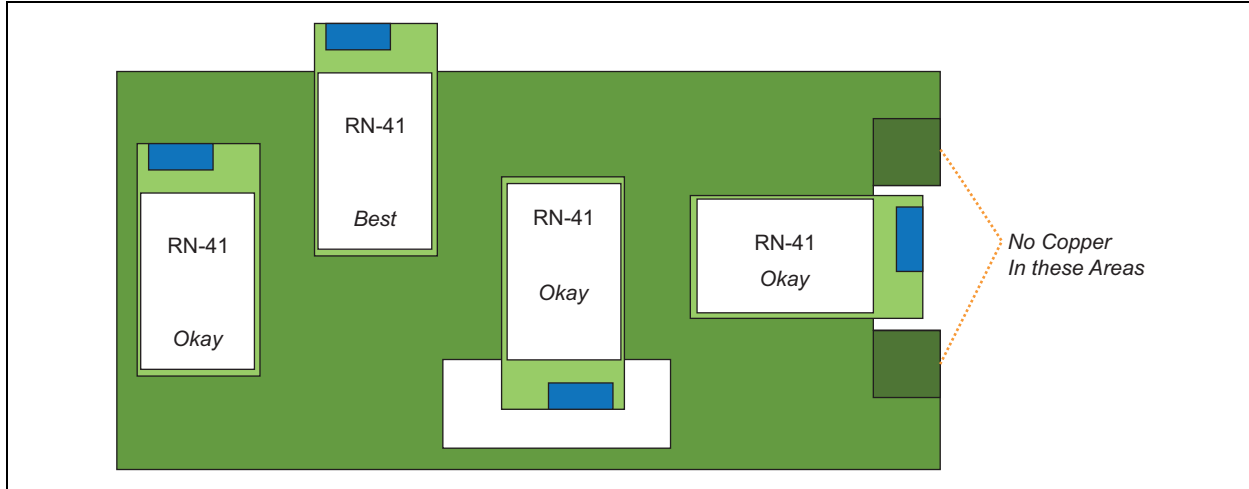 RN-41
Okay
RN-41
Best
RN-41
Okay
RN-41
Okay
No Copper
In these Areas